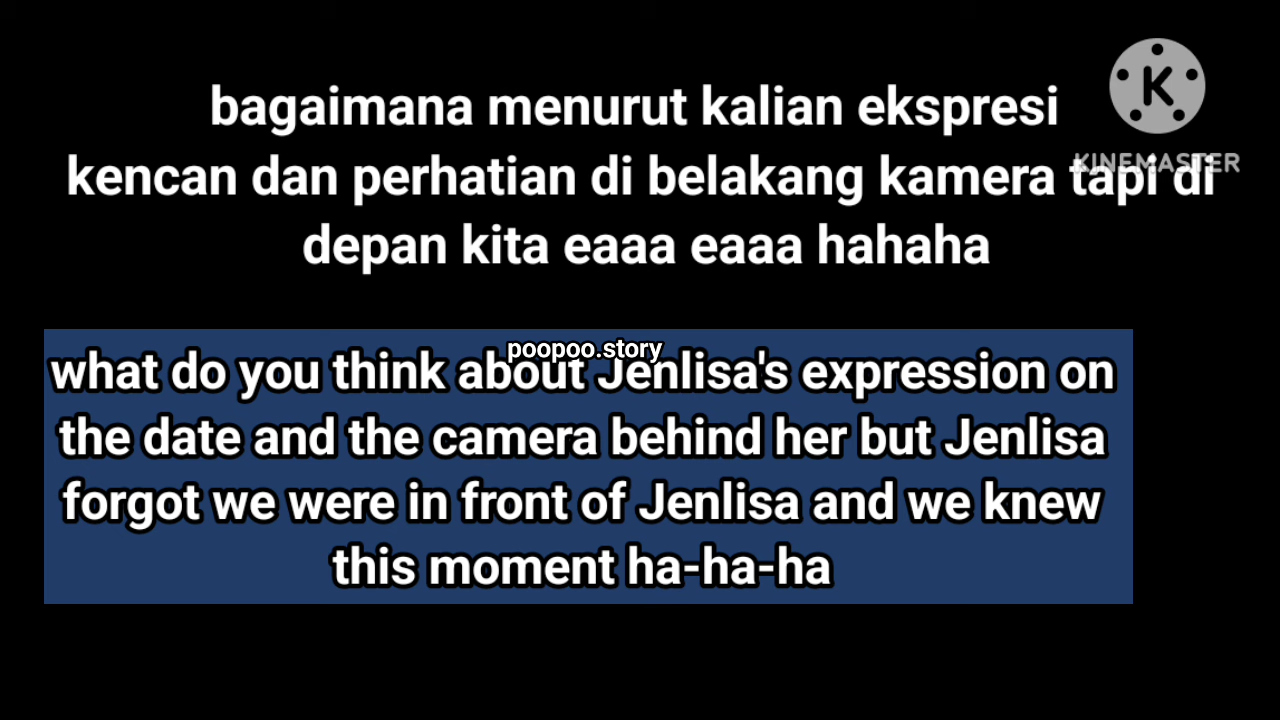 bagaimana menurut kalian ekspresi
kencan dan perhatian di belakang kamera tapi di
depan kita eaaa eaaa hahaha
K
KINEMASTER
poopoo.story
what do you think about Jenlisa's expression on
the date and the camera behind her but Jenlisa
forgot we were in front of Jenlisa and we knew
this moment ha-ha-ha